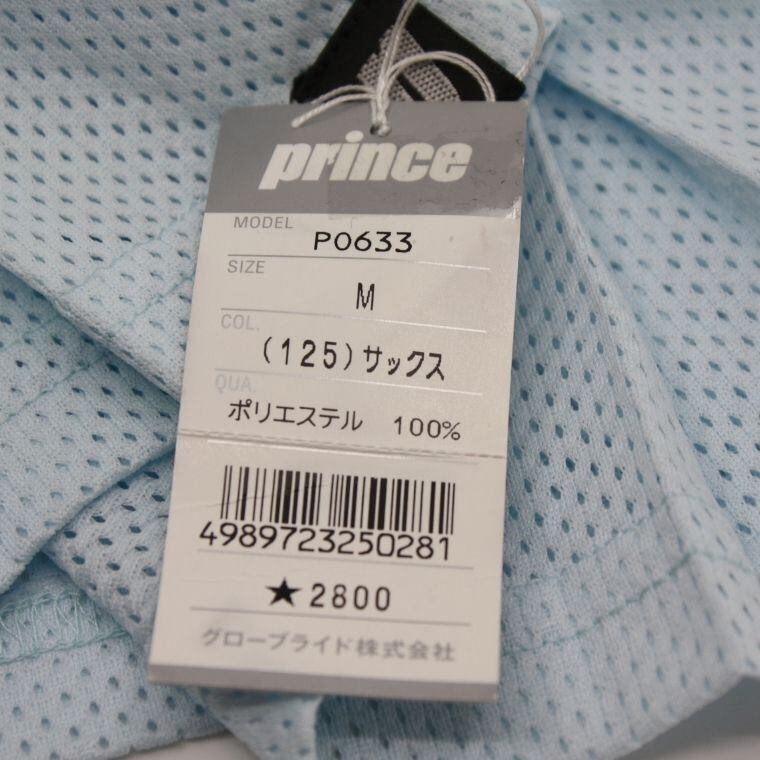 prince
MODEL
PO633
SIZE
M
COL.
(125)サックス
QUA.
ポリエステル 100%
4989723250281
★2800
グローブライド株式会社